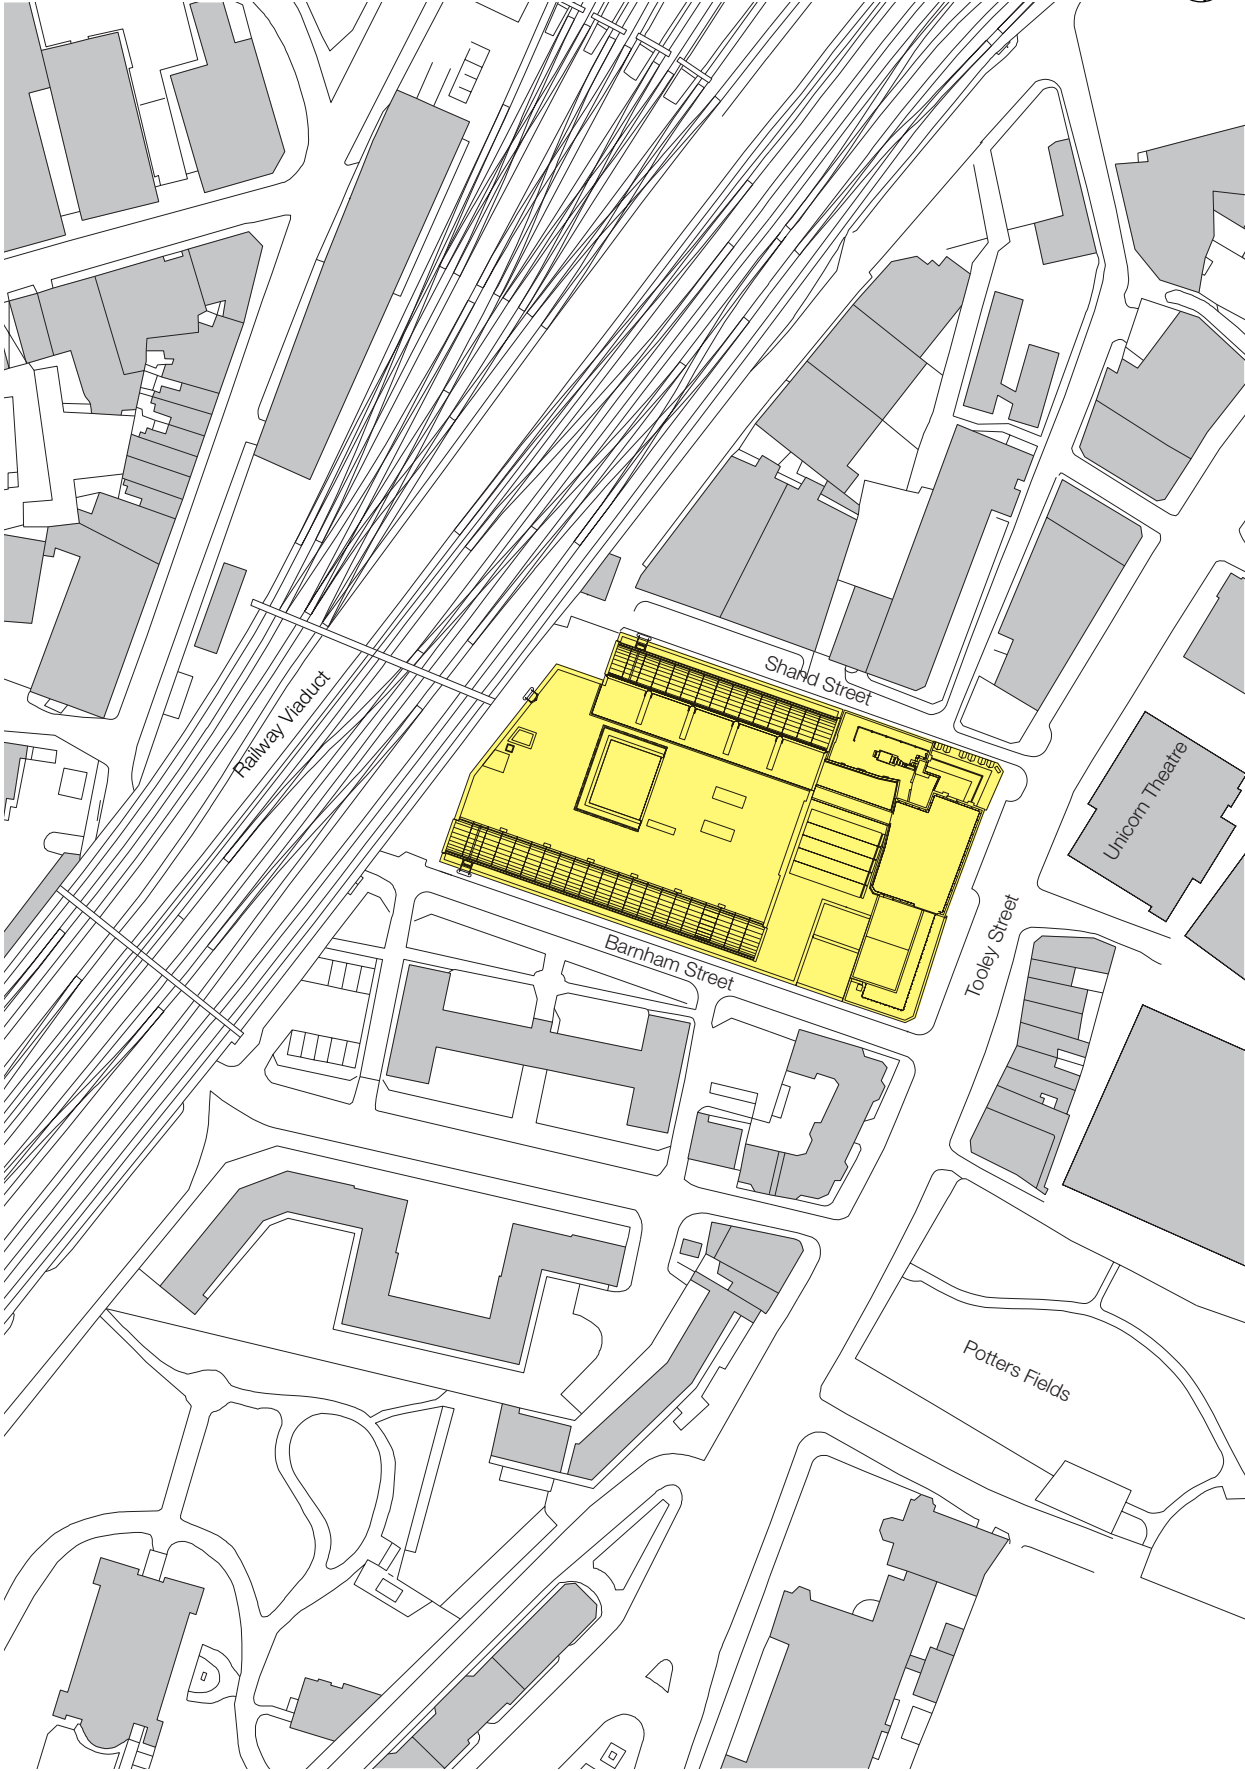 Shand Street
Railway Viaduct
Unicorn Theatre
Barnham Street
Tooley Street
Potters Fields